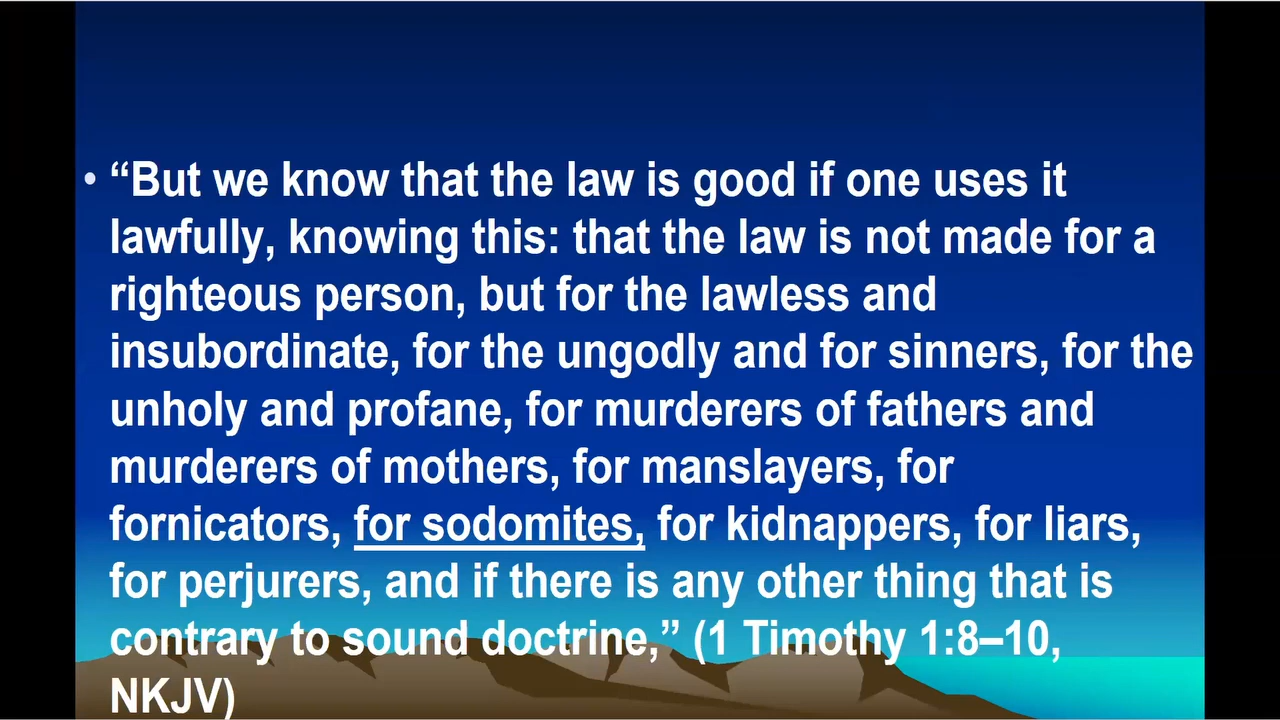 • “But we know that the law is good if one uses it
lawfully, knowing this: that the law is not made for a
righteous person, but for the lawless and
insubordinate, for the ungodly and for sinners, for the
unholy and profane, for murderers of fathers and
murderers of mothers, for manslayers, for
fornicators, for sodomites, for kidnappers, for liars,
for perjurers, and if there is any other thing that is
contrary to sound doctrine,” (1 Timothy 1:8–10,
NKJV)